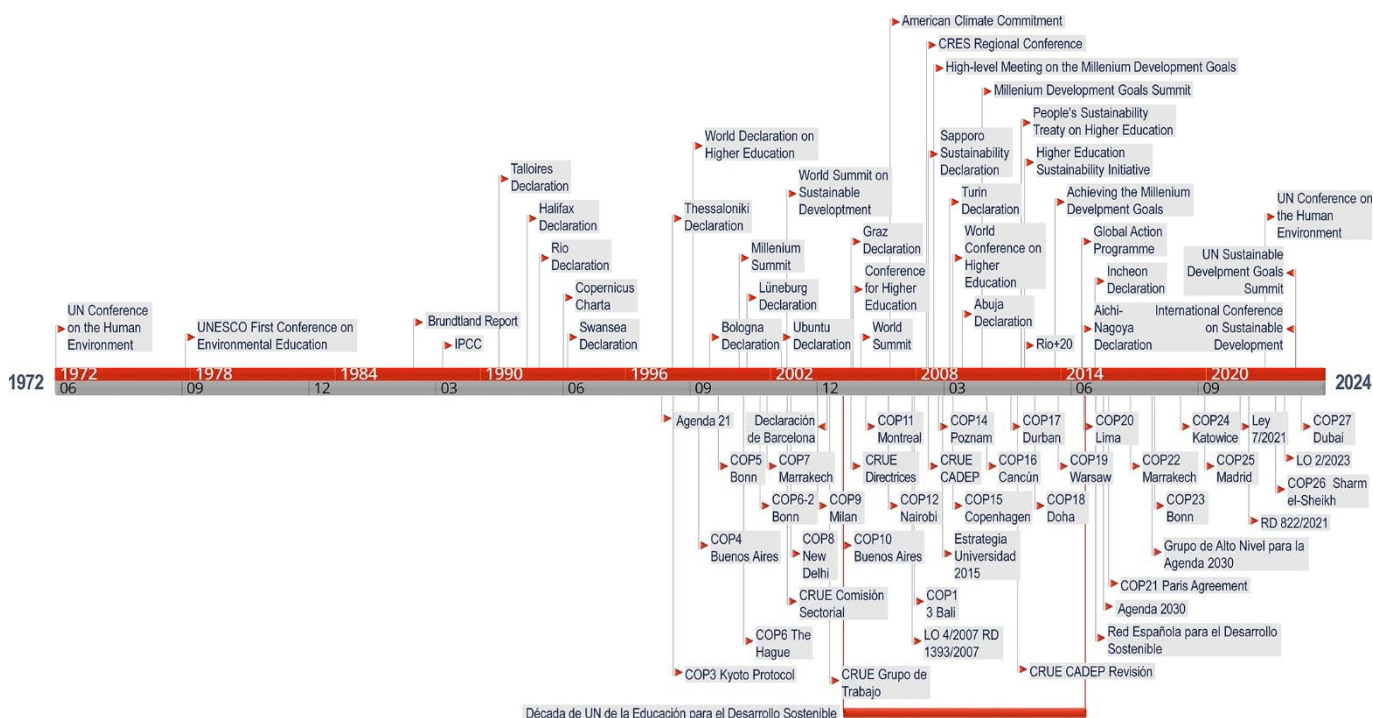 American Climate Commitment
CRES Regional Conference
High-level Meeting on the Millenium Development Goals
Millenium Development Goals Summit
People's Sustainability
Treaty on Higher Education
World Declaration on
Higher Education
Sapporo
Sustainability
Declaration
Higher Education
Sustainability Initiative
Talloires
Declaration
World Summit on
Sustainable
Developtment
Turin
Declaration
Achieving the Millenium
Develpment Goals
UN Conference on
the Human
Environment
Halifax
Declaration
Thessaloniki
Declaration
Graz
Declaration
World
Conference on
Higher
Education
Global Action
Programme
Rio
Declaration
Millenium
Summit
Conference
for Higher
Education
UN Sustainable
Develpment Goals
Summit
Incheon
Declaration
Copernicus
Charta
Lüneburg
Declaration
Abuja
Declaration
Aichi-
Nagoya
Declaration
International Conference
on Sustainable
Development
UN Conference
on the Human
Environment
UNESCO First Conference on
Environmental Education
Brundtland Report
IPCC
Swansea
Declaration
Bologna
Declaration
Ubuntu
Declaration
World
Summit
Rio+20
1972
1972
1978
1984
1990
1996
2002
2008
2014
2020
2024
06
09
12
03
06
09
12
03
06
09
Agenda 21
Declaración
de Barcelona
COP11
Montreal
COP14
Poznam
COP17
Durban
COP20
Lima
COP24
Katowice
Ley
7/2021
COP27
Dubai
COP5
Bonn
COP7
Marrakech
CRUE
Directrices
CRUE
CADEP
COP16
Cancún
COP19
Warsaw
COP22
Marrakech
COP25
Madrid
LO 2/2023
COP26 Sharm
el-Sheikh
COP6-2
Bonn
COP9
Milan
COP12
Nairobi
COP15
Copenhagen
COP18
Doha
COP23
Bonn
RD 822/2021
COP4
Buenos Aires
COP8
New
Delhi
COP10
Buenos Aires
Estrategia
Universidad
2015
Grupo de Alto Nivel para la
Agenda 2030
COP21 Paris Agreement
CRUE Comisión
Sectorial
COP1
3 Bali
Agenda 2030
COP6 The
Hague
LO 4/2007 RD
1393/2007
Red Española para el Desarrollo
Sostenible
COP3 Kyoto Protocol
CRUE Grupo de
Trabajo
CRUE CADEP Revisión
Década de UN de la Educación para el Desarrollo Sostenible